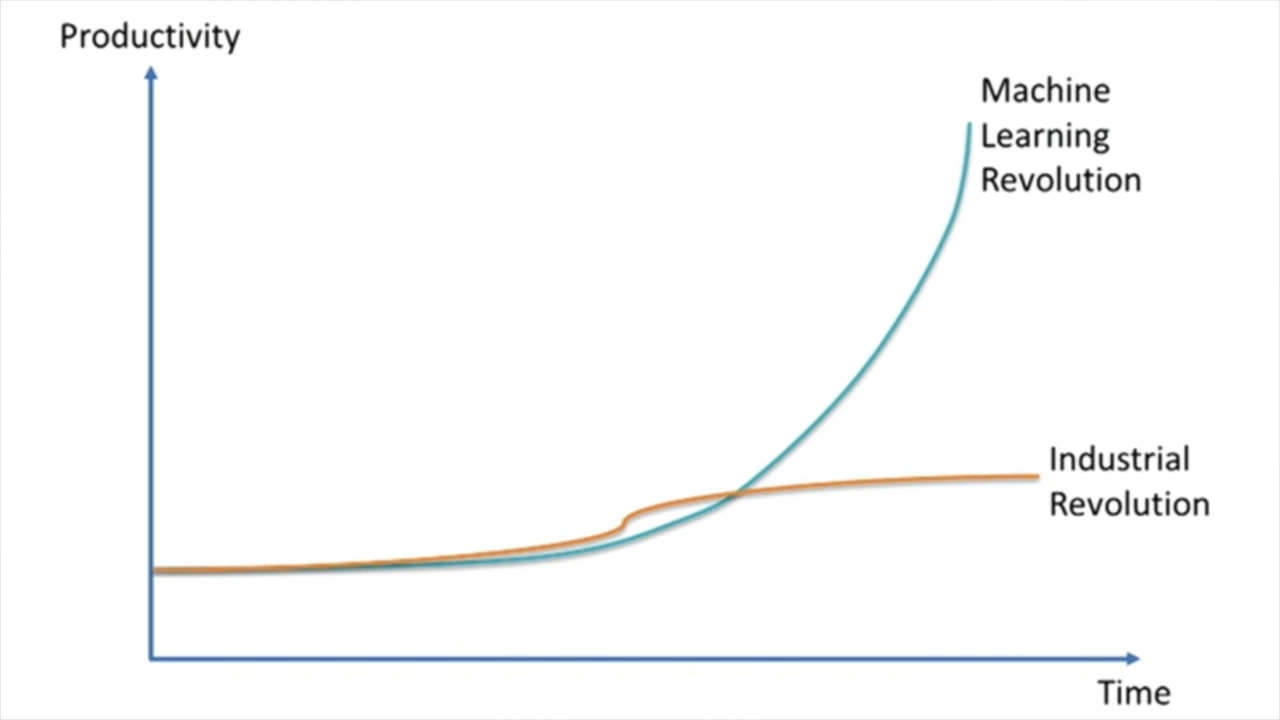 Productivity
Machine
Learning
Revolution
Industrial
Revolution
Time